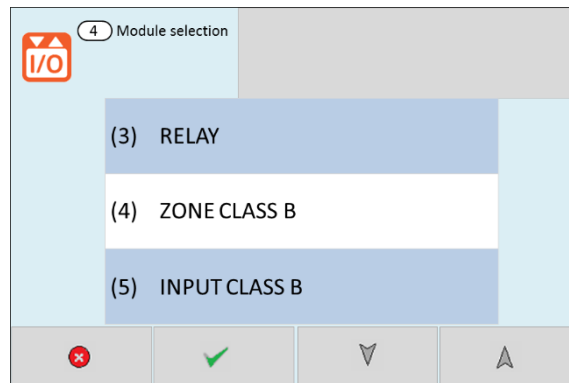 4 Module selection
I/O
(3) RELAY
(4) ZONE CLASS B
(5) INPUT CLASS B